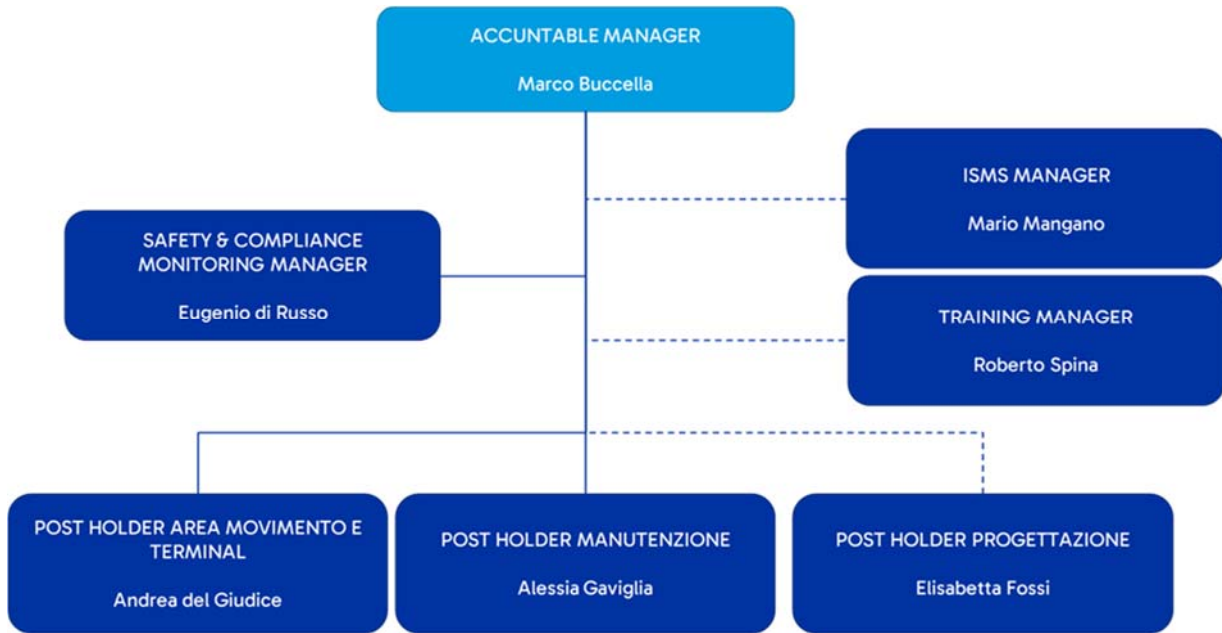 ACCUNTABLE MANAGER
Marco Buccella
ISMS MANAGER
Mario Mangano
SAFETY & COMPLIANCE
MONITORING MANAGER
Eugenio di Russo
TRAINING MANAGER
Roberto Spina
POST HOLDER AREA MOVIMENTO E
TERMINAL
Andrea del Giudice
POST HOLDER MANUTENZIONE
Alessia Gaviglia
POST HOLDER PROGETTAZIONE
Elisabetta Fossi